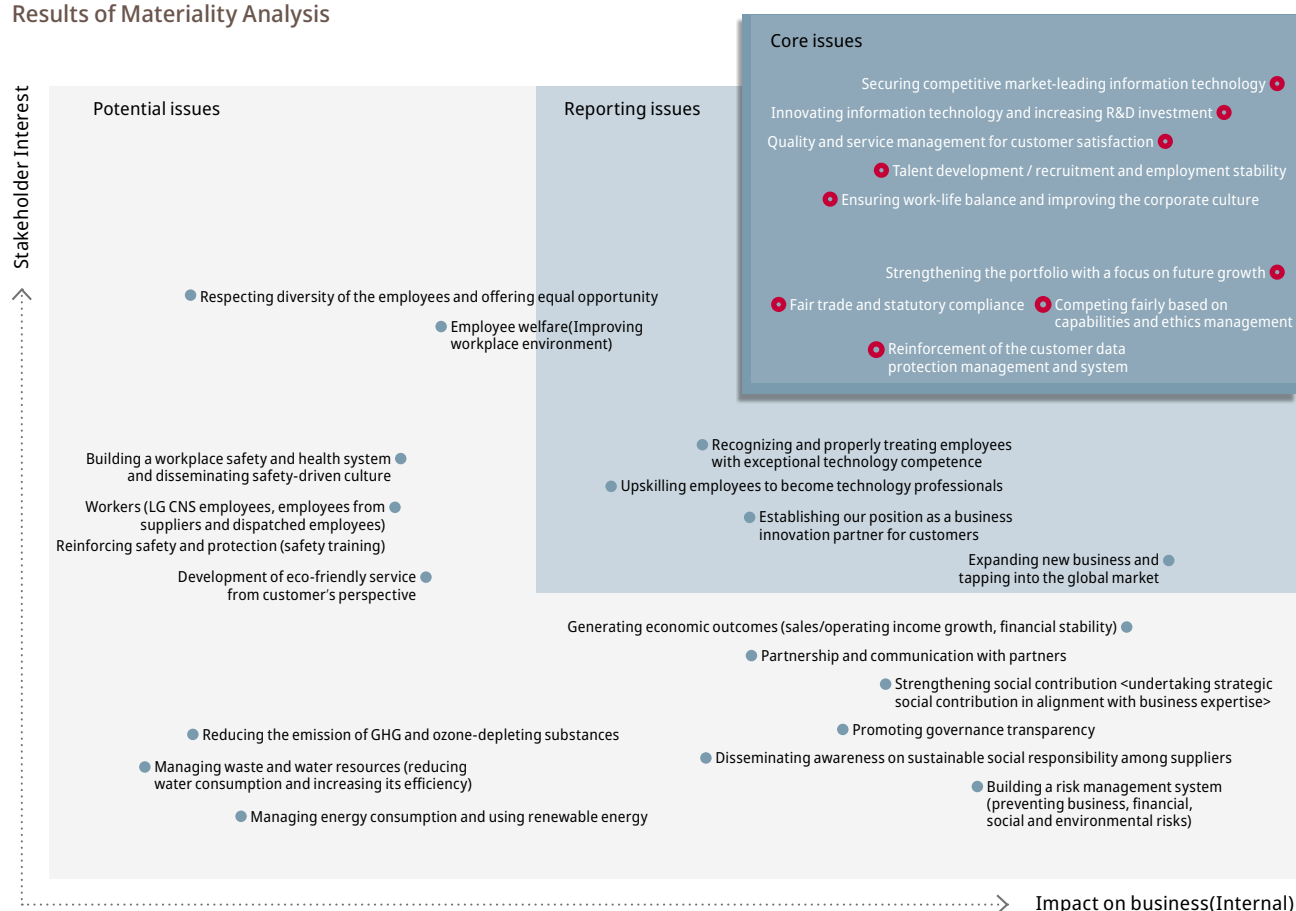 Results of Materiality Analysis
Core issues
Securing competitive market-leading information technology
Innovating information technology and increasing R&D investment
Quality and service management for customer satisfaction
Talent development / recruitment and employment stability
Ensuring work-life balance and improving the corporate culture
Strengthening the portfolio with a focus on future growth
Fair trade and statutory compliance
Competing fairly based on
capabilities and ethics management
Reinforcement of the customer data
protection management and system
Stakeholder Interest
Potential issues
Reporting issues
Respecting diversity of the employees and offering equal opportunity
Employee welfare(Improving
workplace environment)
Building a workplace safety and health system
and disseminating safety-driven culture
Workers (LG CNS employees, employees from
suppliers and dispatched employees)
Reinforcing safety and protection (safety training)
Development of eco-friendly service
from customer's perspective
Recognizing and properly treating employees
with exceptional technology competence
Upskilling employees to become technology professionals
Establishing our position as a business
innovation partner for customers
Expanding new business and
tapping into the global market
Generating economic outcomes (sales/operating income growth, financial stability)
Partnership and communication with partners
Strengthening social contribution <undertaking strategic
social contribution in alignment with business expertise>
Promoting governance transparency
Disseminating awareness on sustainable social responsibility among suppliers
Building a risk management system
(preventing business, financial,
social and environmental risks)
Reducing the emission of GHG and ozone-depleting substances
Managing waste and water resources (reducing
water consumption and increasing its efficiency)
Managing energy consumption and using renewable energy
Impact on business(Internal)